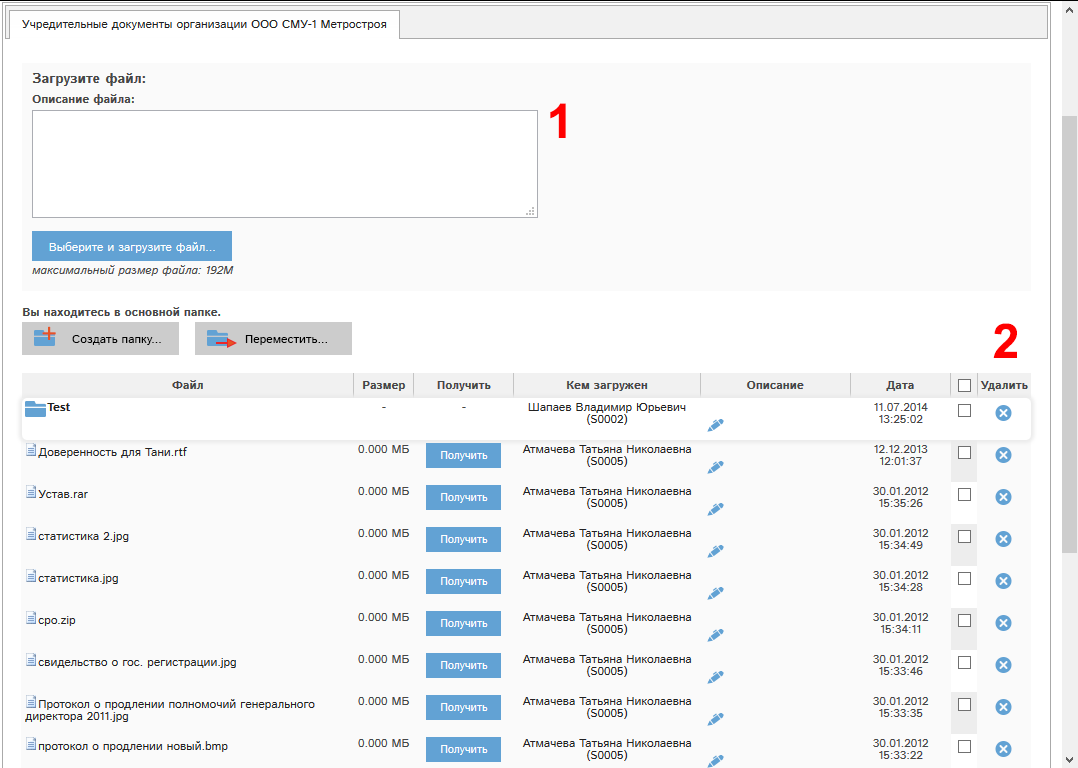 Учредительные документы организации ООО СМУ-1 Метростроя
Загрузите файл:
Описание файла:
1
Выберите и загрузите файл...
максимальный размер файла: 192М
Вы находитесь в основной папке.
Создать папку... Переместить...
2
Файл Размер Получить Кем загружен Описание Дата Удалить
Test - - Шапаев Владимир Юрьевич 11.07.2014
(S0002) 13:25:02
Доверенность для Тани.rtf 0.000 МБ Получить Атмачева Татьяна Николаевна 12.12.2013
(S0005) 12:01:37
Устав.rar 0.000 МБ Получить Атмачева Татьяна Николаевна 30.01.2012
(S0005) 15:35:26
статистика 2.jpg 0.000 МБ Получить Атмачева Татьяна Николаевна 30.01.2012
(S0005) 15:34:49
статистика.jpg 0.000 МБ Получить Атмачева Татьяна Николаевна 30.01.2012
(S0005) 15:34:28
сро.zip 0.000 МБ Получить Атмачева Татьяна Николаевна 30.01.2012
(S0005) 15:34:11
свидельство о гос. регистрации.jpg 0.000 МБ Получить Атмачева Татьяна Николаевна 30.01.2012
(S0005) 15:33:46
Протокол о продлении полномочий генерального 0.000 МБ Получить Атмачева Татьяна Николаевна 30.01.2012
директора 2011.jpg (S0005) 15:33:35
протокол о продлении новый.bmp 0.000 МБ Получить Атмачева Татьяна Николаевна 30.01.2012
(S0005) 15:33:22